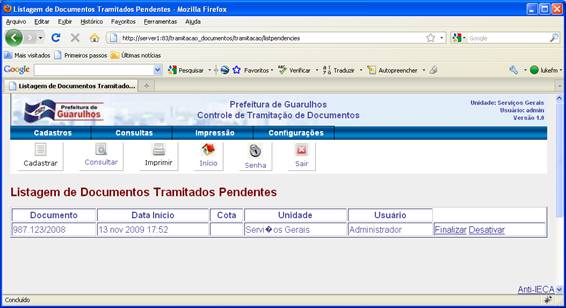 Listagem de Documentos Tramitados Pendentes - Mozilla Firefox
Arquivo Editar Exibir Histórico Favoritos Ferramentas Ajuda
http://server1:83/tramitacao_documentos/tramitacao/listpendencies
Google
Mais visitados Primeiros passos Últimas notícias
Google Pesquisar Favoritos Verificar Traduzir Autopreencher lukefm
Listagem de Documentos Tramitado...
Prefeitura de Guarulhos
Prefeitura de Guarulhos
Controle de Tramitação de Documentos
Unidade: Serviços Gerais
Usuário: admin
Versão 1.0
Cadastros Consultas Impressão Configurações
Cadastrar Consultar Imprimir Início Senha Sair
Listagem de Documentos Tramitados Pendentes
Documento Data Início Cota Unidade Usuário
987.123/2008 13 nov 2009 17:52 Servi�os Gerais Administrador Finalizar Desativar
Anti-IECA
Concluído